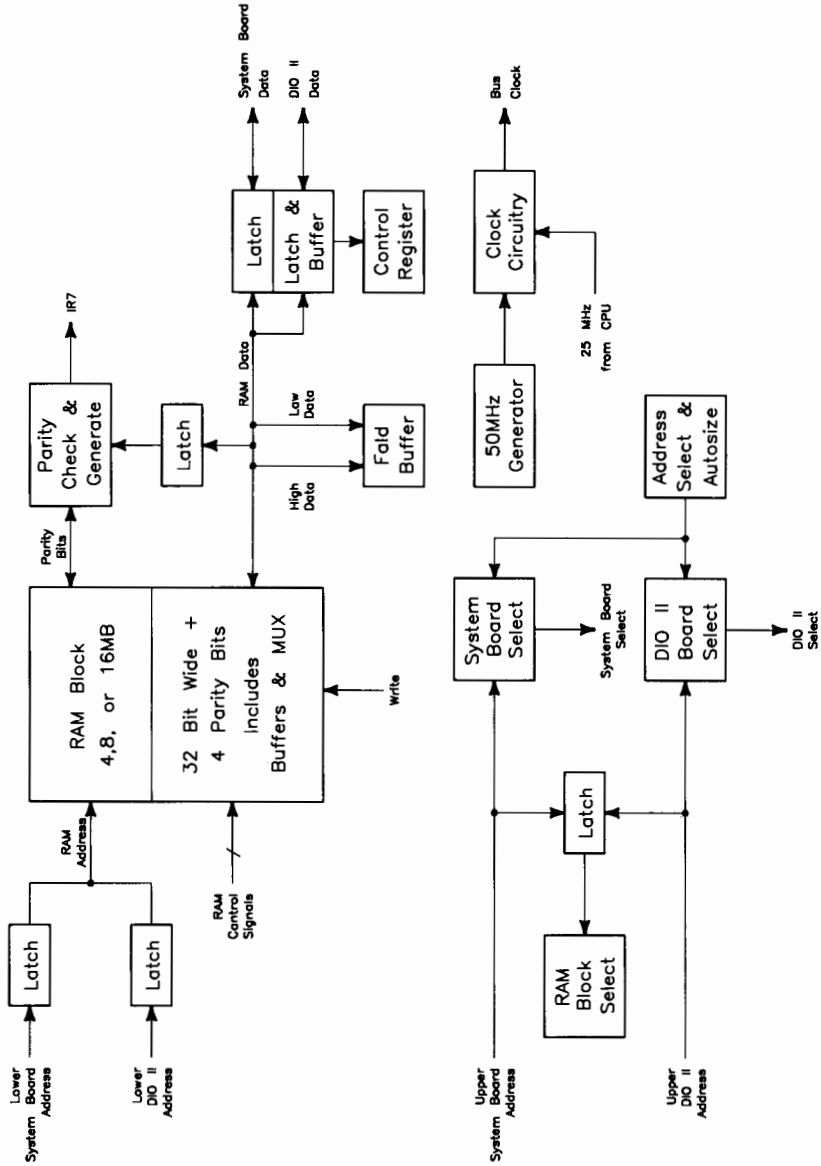 Lower
System Board
Address
Latch
Lower
DIO II
Address
Latch
RAM
Address
RAM
Control
Signals
RAM Block
4,8, or 16MB
32 Bit Wide +
4 Parity Bits
Includes
Buffers & MUX
Write
Parity
Bits
Parity
Check &
Generate
IR7
Latch
High
Data
Low
Data
Fald
Buffer
RAM Data
Latch
Latch &
Buffer
System Board
Data
DIO II
Data
Control
Register
Upper
System Board
Address
Upper
DIO II
Address
RAM
Block
Select
Latch
System
Board
Select
System Board
Select
DIO II
Board
Select
DIO II
Select
Address
Select &
Autosize
50MHz
Generator
25 MHz
from CPU
Clock
Circuitry
Bus
Clock